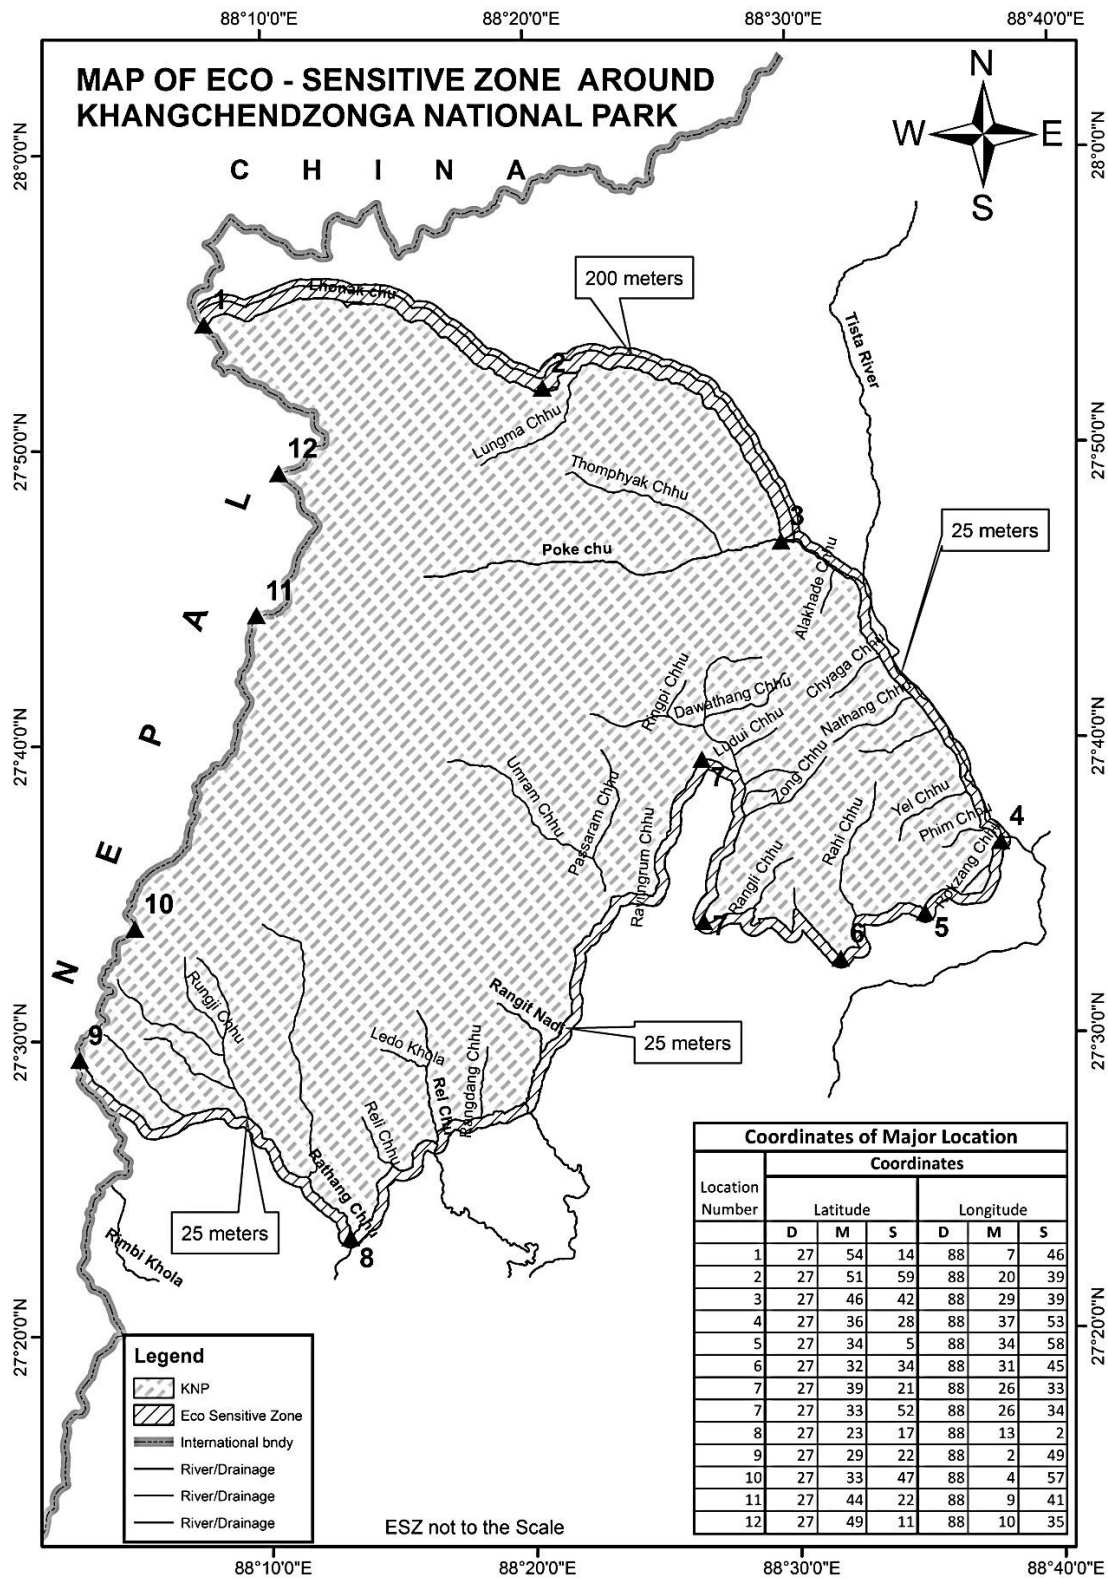 88°10'0"E 88°20'0"E 88°30'0"E 88°40'0"E
MAP OF ECO - SENSITIVE ZONE AROUND
KHANGCHENDZONGA NATIONAL PARK
N
W E
S
C H I N A
28°0'0"N 28°0'0"N
200 meters
1
Lhonak chu
Tista River
2
Lungma Chhu
27°50'0"N 27°50'0"N
12
Thomphyak Chhu
3
25 meters
Poke chu
Alakhade Chhu
11
N E P A L
Chyaga Chhu
Ringpi Chhu
Dawathang Chhu
Nathang Chhu
Ludui Chhu
27°40'0"N 27°40'0"N
7
Zong Chhu
Umram Chhu
Passaram Chhu
Yel Chhu
Rahi Chhu
Phim Chhu
4
Ravlingrum Chhu
Rangli Chhu
10
7
6
5
Rungji Chhu
Rangit Nadi
27°30'0"N 27°30'0"N
9
Ledo Khola
25 meters
Rangdang Chhu
Rel Chu
Reli Chhu
Rathang Chhu
25 meters
8
Rimbi Khola
27°20'0"N 27°20'0"N
Coordinates of Major Location
Location Number Coordinates
Latitude Longitude
D M S D M S
1 27 54 14 88 7 46
2 27 51 59 88 20 39
3 27 46 42 88 29 39
4 27 36 28 88 37 53
5 27 34 5 88 34 58
6 27 32 34 88 31 45
7 27 39 21 88 26 33
7 27 33 52 88 26 34
8 27 23 17 88 13 2
9 27 29 22 88 2 49
10 27 33 47 88 4 57
11 27 44 22 88 9 41
12 27 49 11 88 10 35
Legend
KNP
Eco Sensitive Zone
International bndy
River/Drainage
River/Drainage
River/Drainage
ESZ not to the Scale
88°10'0"E 88°20'0"E 88°30'0"E 88°40'0"E